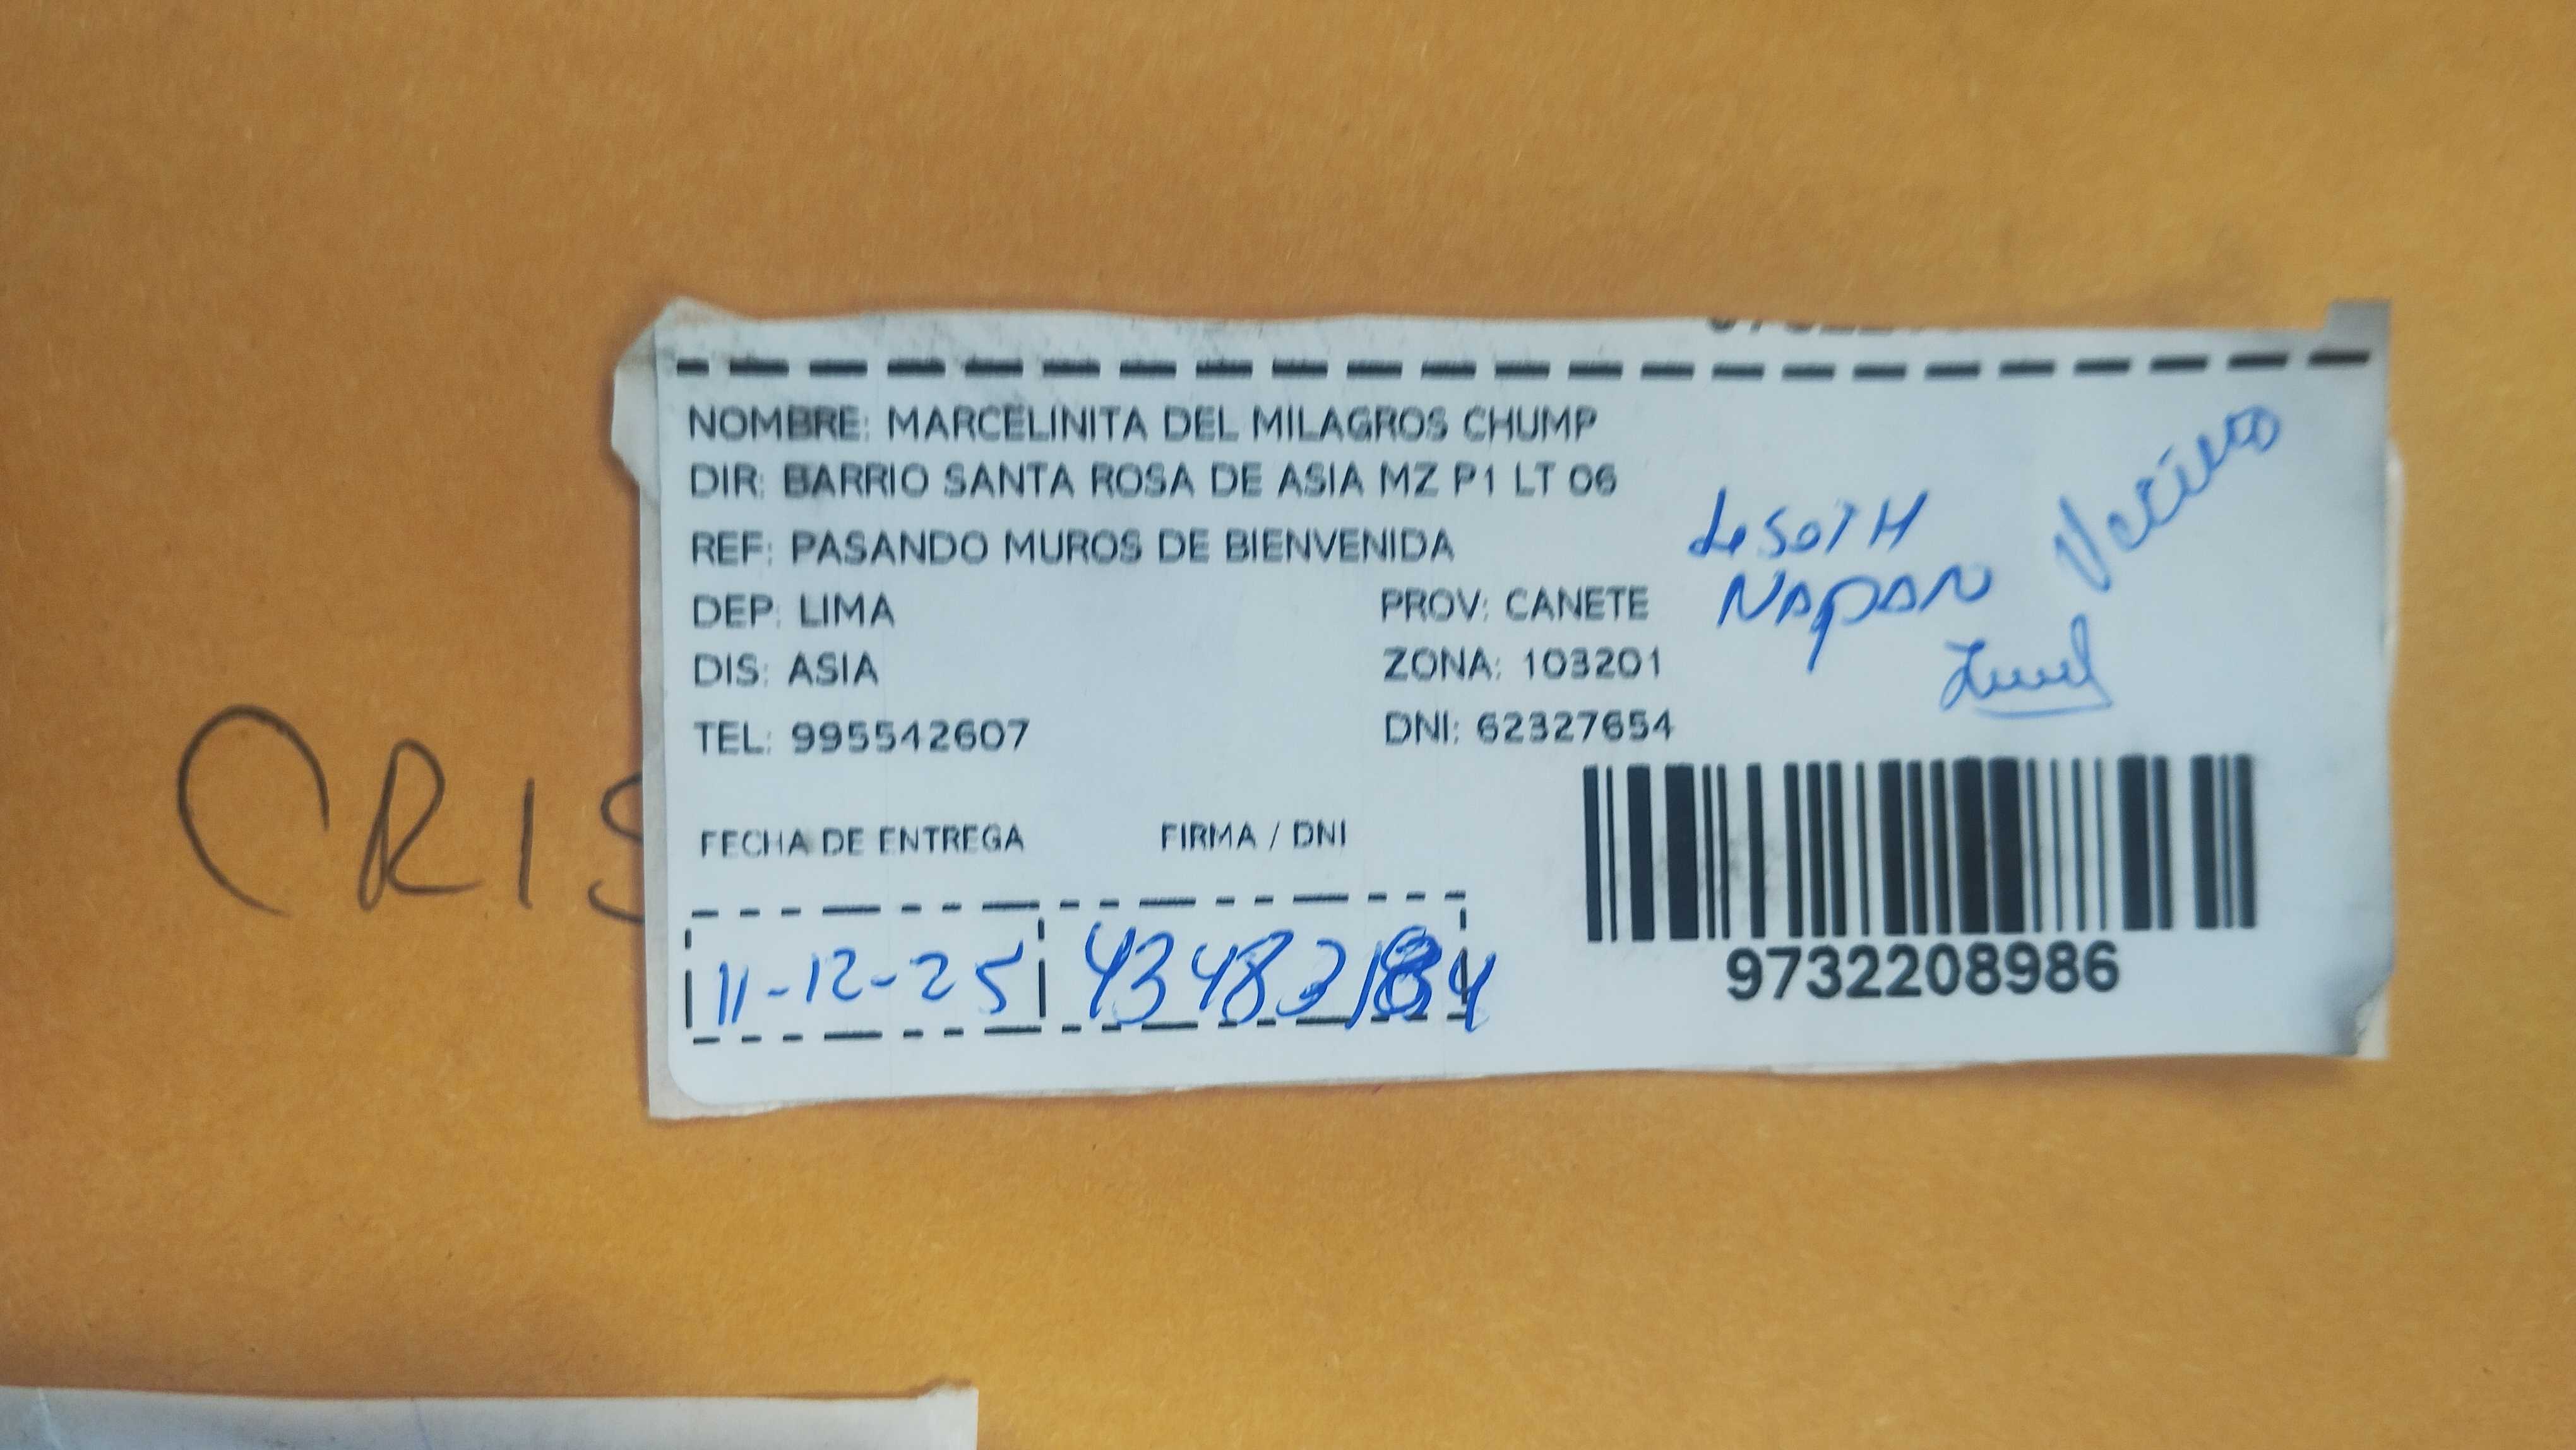 NOMBRE: MARCELINITA DEL MILAGROS CHUMP
DIR: BARRIO SANTA ROSA DE ASIA MZ P1 LT 06
REF: PASANDO MUROS DE BIENVENIDA
DEP: LIMA PROV: CANETE
DIS: ASIA ZONA: 103201
TEL: 995542607 DNI: 62327654
LESOTH
NAPAN
Vecino
FECHA DE ENTREGA FIRMA / DNI
11-12-25
9732208986
CRIS